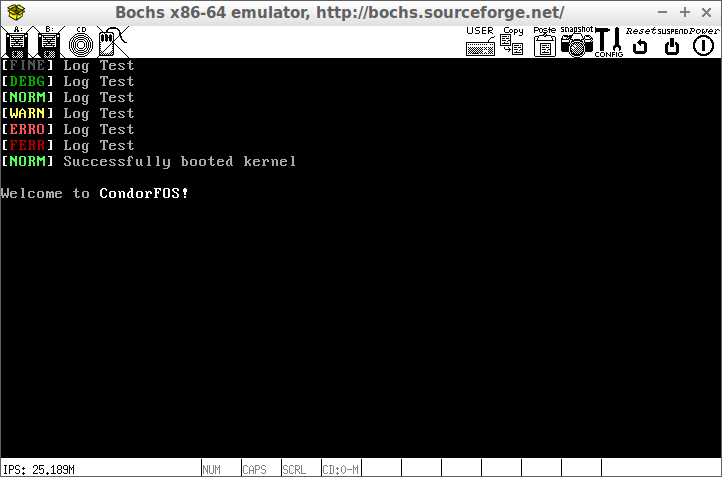 Bochs x86-64 emulator, http://bochs.sourceforge.net/
A: B: CD USER Copy Paste snapshot CONFIG Reset SUSPEND Power
[FINE] Log Test
[DEBG] Log Test
[NORM] Log Test
[WARN] Log Test
[ERRO] Log Test
[FERR] Log Test
[NORM] Successfully booted kernel
Welcome to CondorFOS!
IPS: 25.189M NUM CAPS SCRL CD:0-M